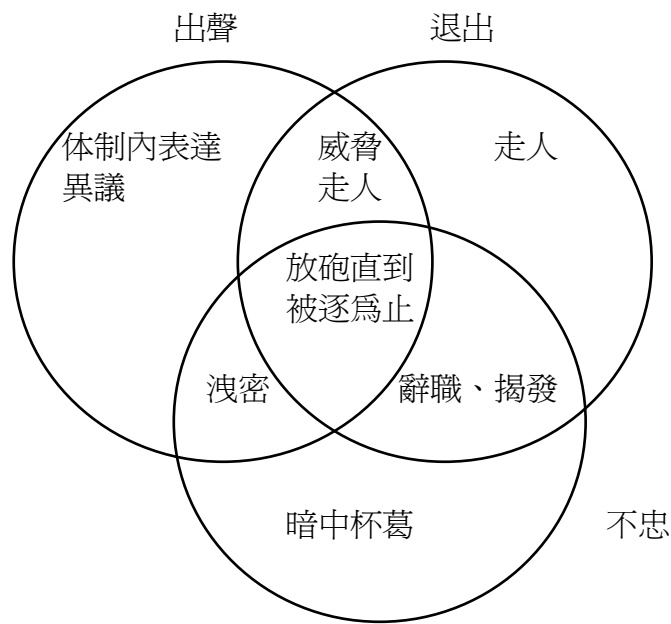 出聲
退出
体制內表達
異議
威脅
走人
走人
放砲直到
被逐爲止
洩密
辭職、揭發
暗中杯葛
不忠